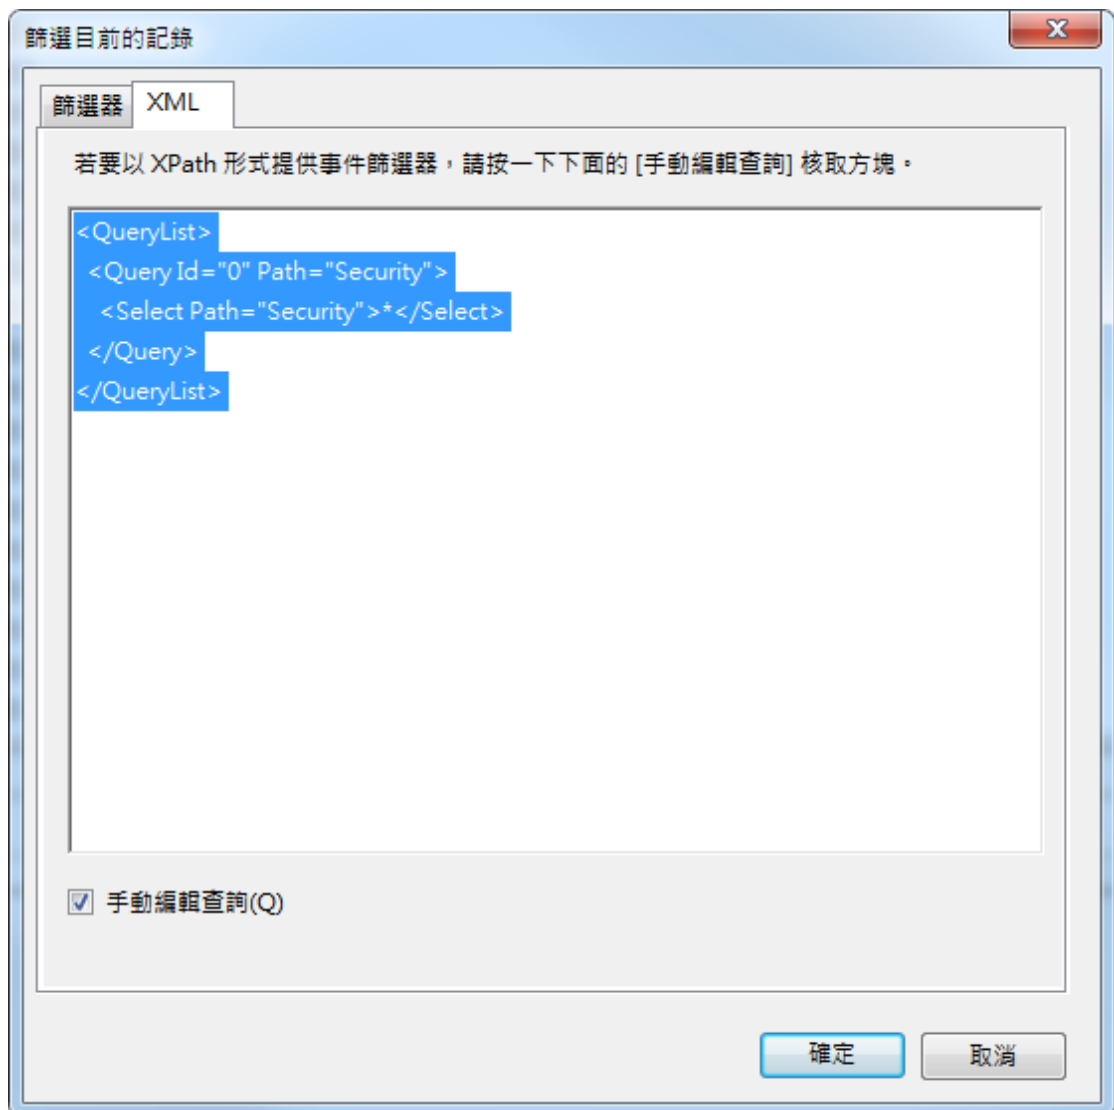 篩選目前的記錄
篩選器 XML
若要以 XPath 形式提供事件篩選器，請按一下下面的 [手動編輯查詢] 核取方塊。
<QueryList>
<Query Id="0" Path="Security">
<Select Path="Security">*</Select>
</Query>
</QueryList>
手動編輯查詢(Q)
確定 取消